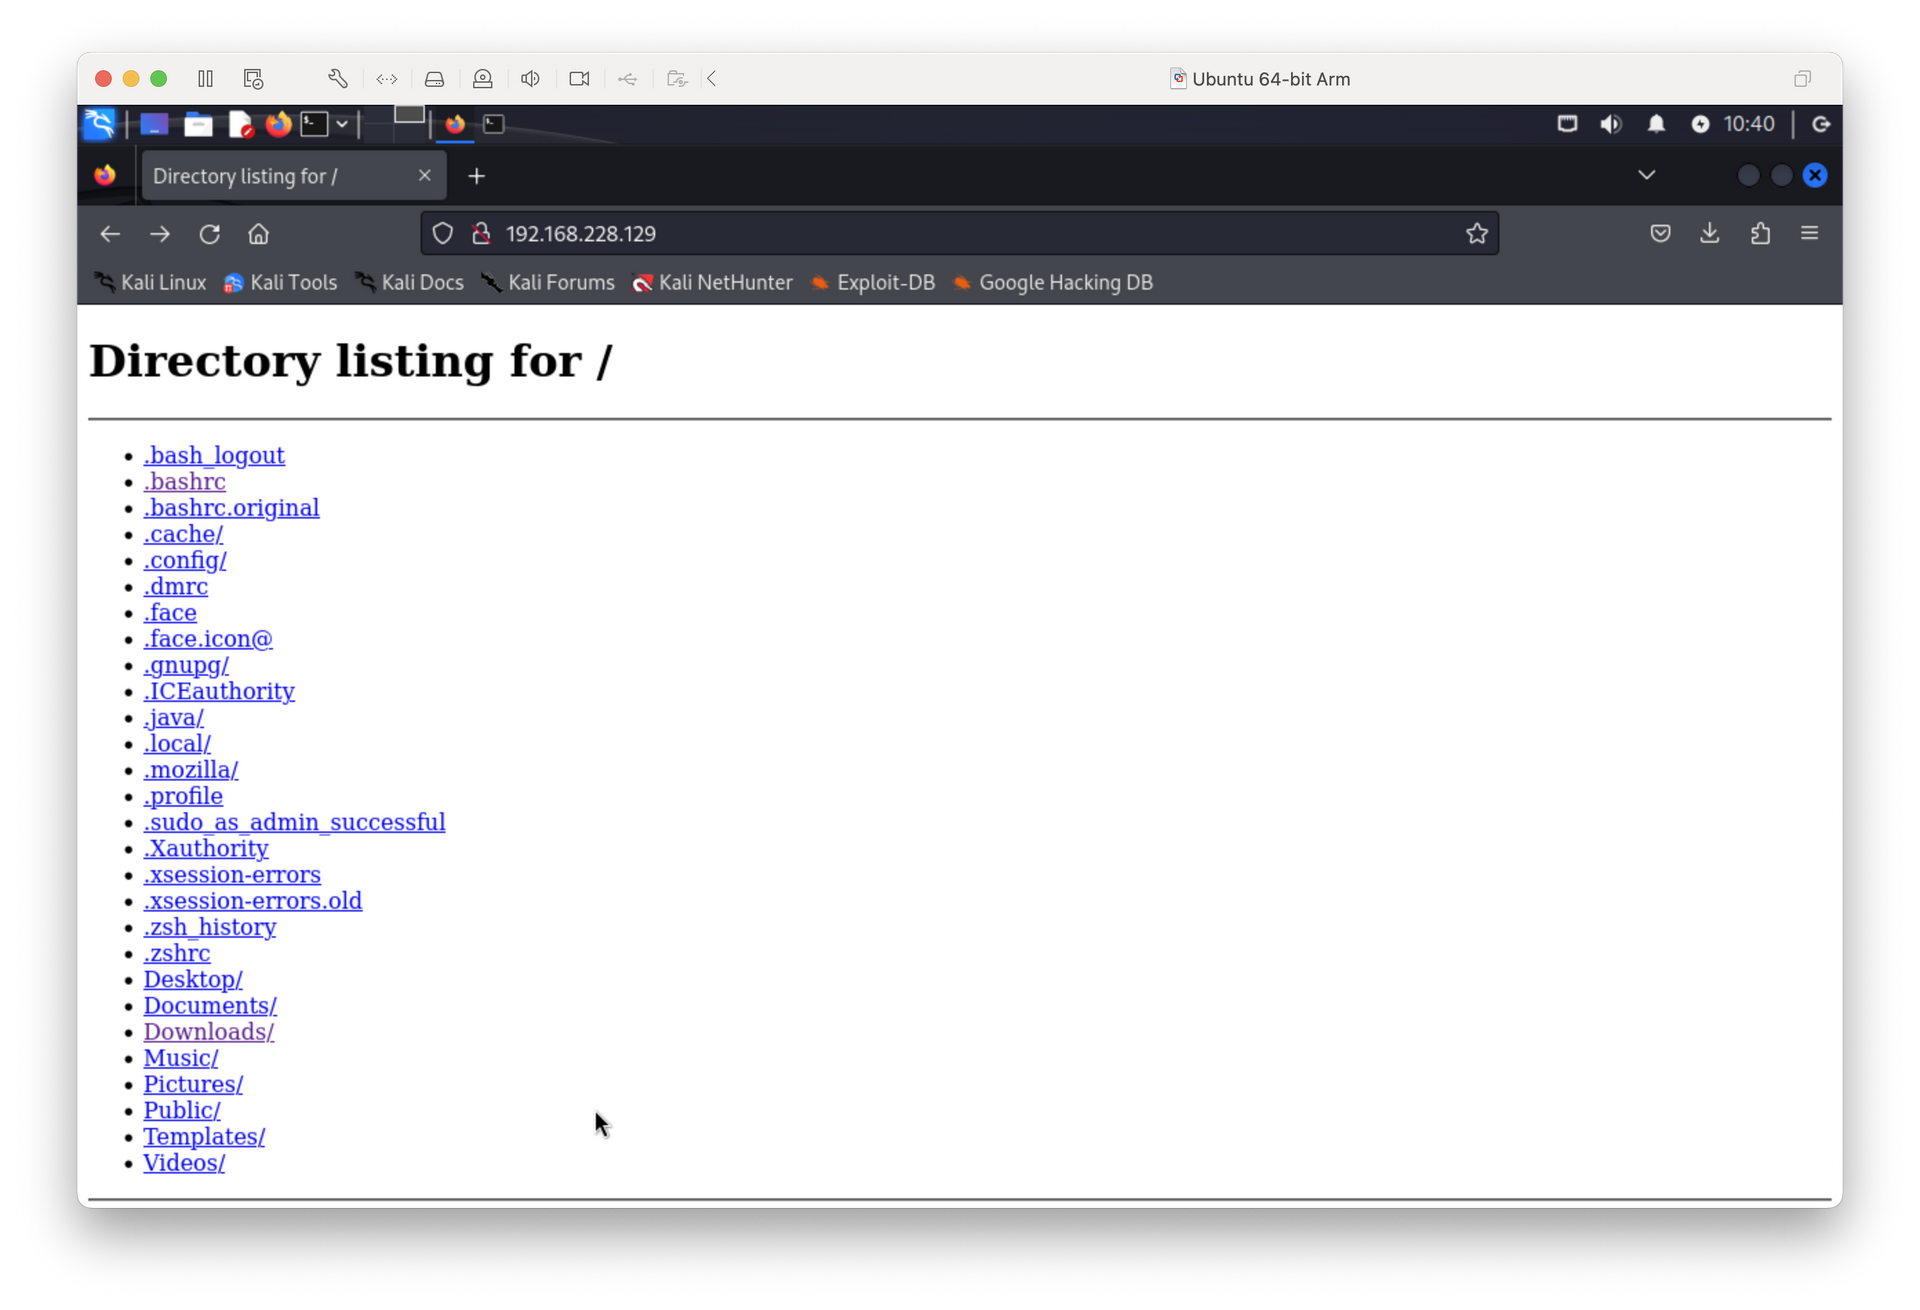 Ubuntu 64-bit Arm
10:40
Directory listing for /
192.168.228.129
Kali Linux Kali Tools Kali Docs Kali Forums Kali NetHunter Exploit-DB Google Hacking DB
Directory listing for /
.bash_logout
.bashrc
.bashrc.original
.cache/
.config/
.dmrc
.face
.face.icon@
.gnupg/
.ICEauthority
.java/
.local/
.mozilla/
.profile
.sudo_as_admin_successful
.Xauthority
.xsession-errors
.xsession-errors.old
.zsh_history
.zshrc
Desktop/
Documents/
Downloads/
Music/
Pictures/
Public/
Templates/
Videos/